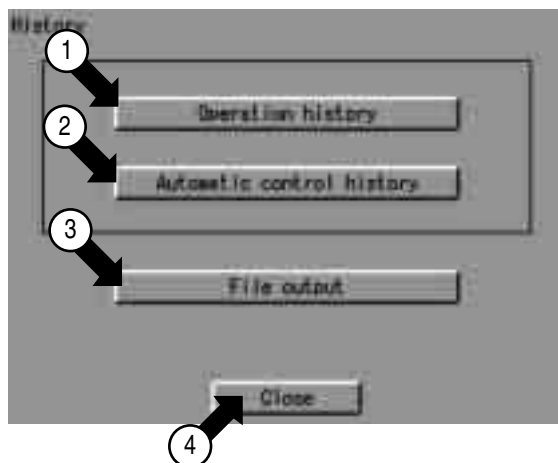 History
1
Operation history
2
Automatic control history
3
File output
Close
4